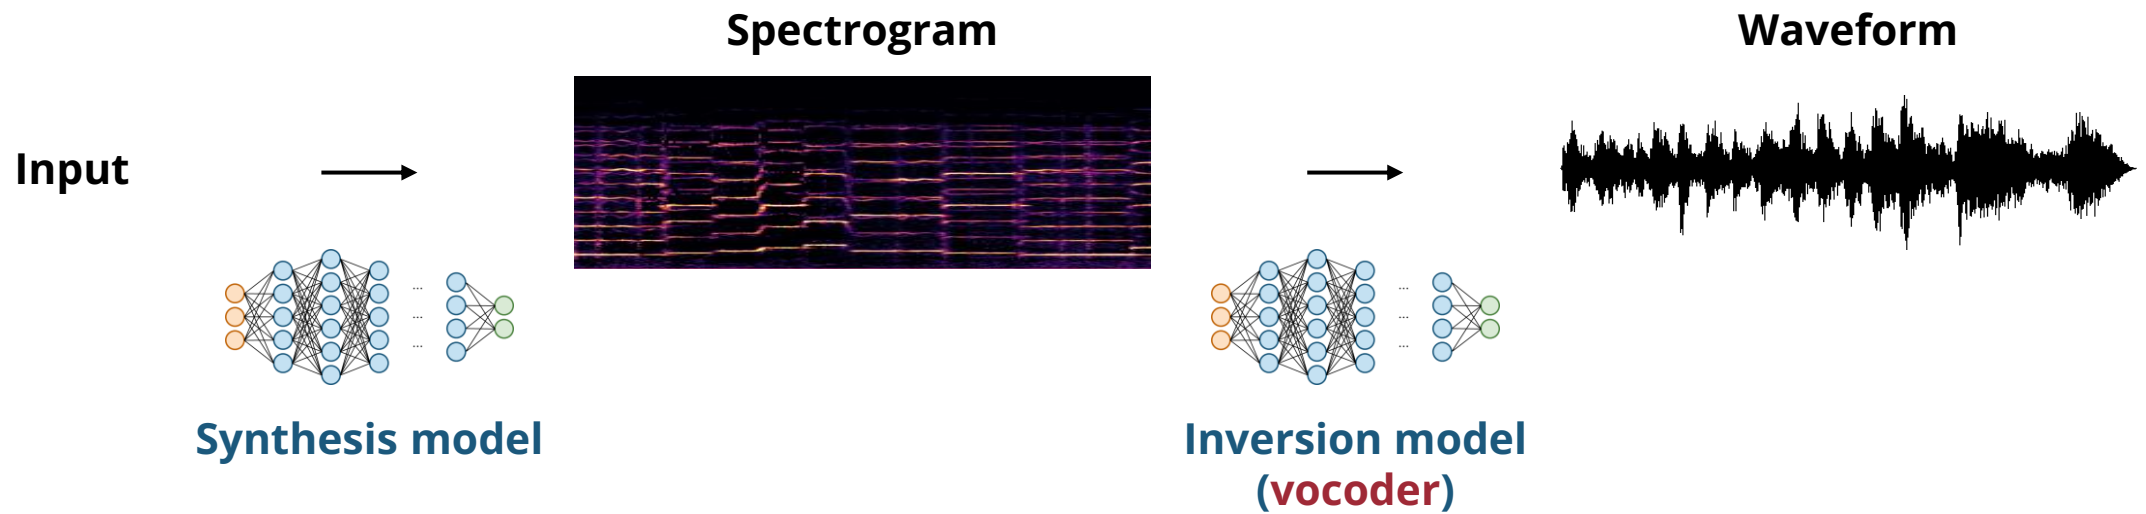 Spectrogram
Waveform
Input
...
...
...
...
...
...
Synthesis model
Inversion model
(vocoder)